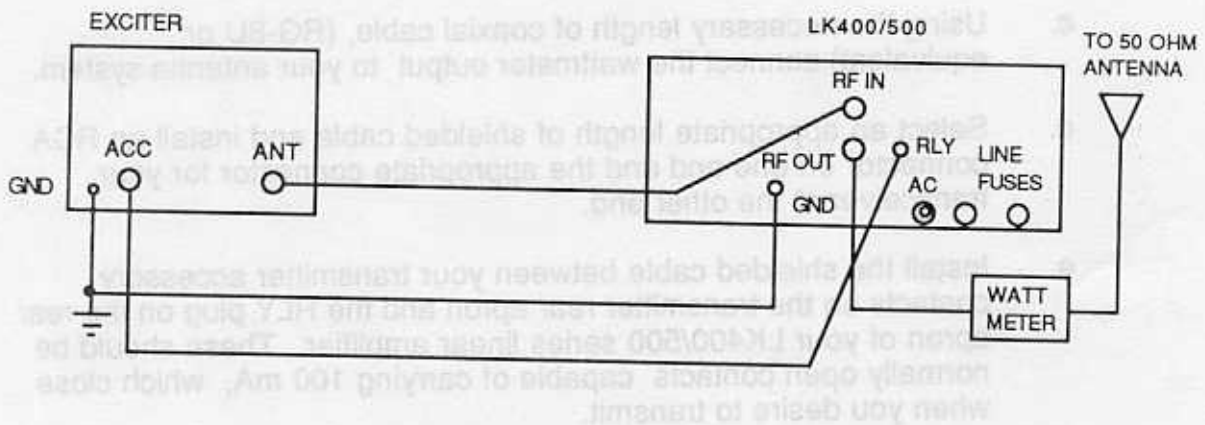 EXCITER
ACC
ANT
GND
LK400/500
RF IN
RF OUT
RLY
GND
AC
LINE
FUSES
TO 50 OHM
ANTENNA
WATT
METER
c. Using necessary length of coaxial cable, (RG-8U or
connect the wattmeter output to your antenna system.
Select an appropriate length of shielded cable and install an RCA
connector on one end and the appropriate connector for your
the other end.
e. Install the shielded cable between your transmitter accessory
contacts on the transmitter rear apron and the RLY plug on the rear
apron of your LK400/500 series linear amplifier. These should be
normally open contacts capable of carrying 100 mA, which close
when you desire to transmit.